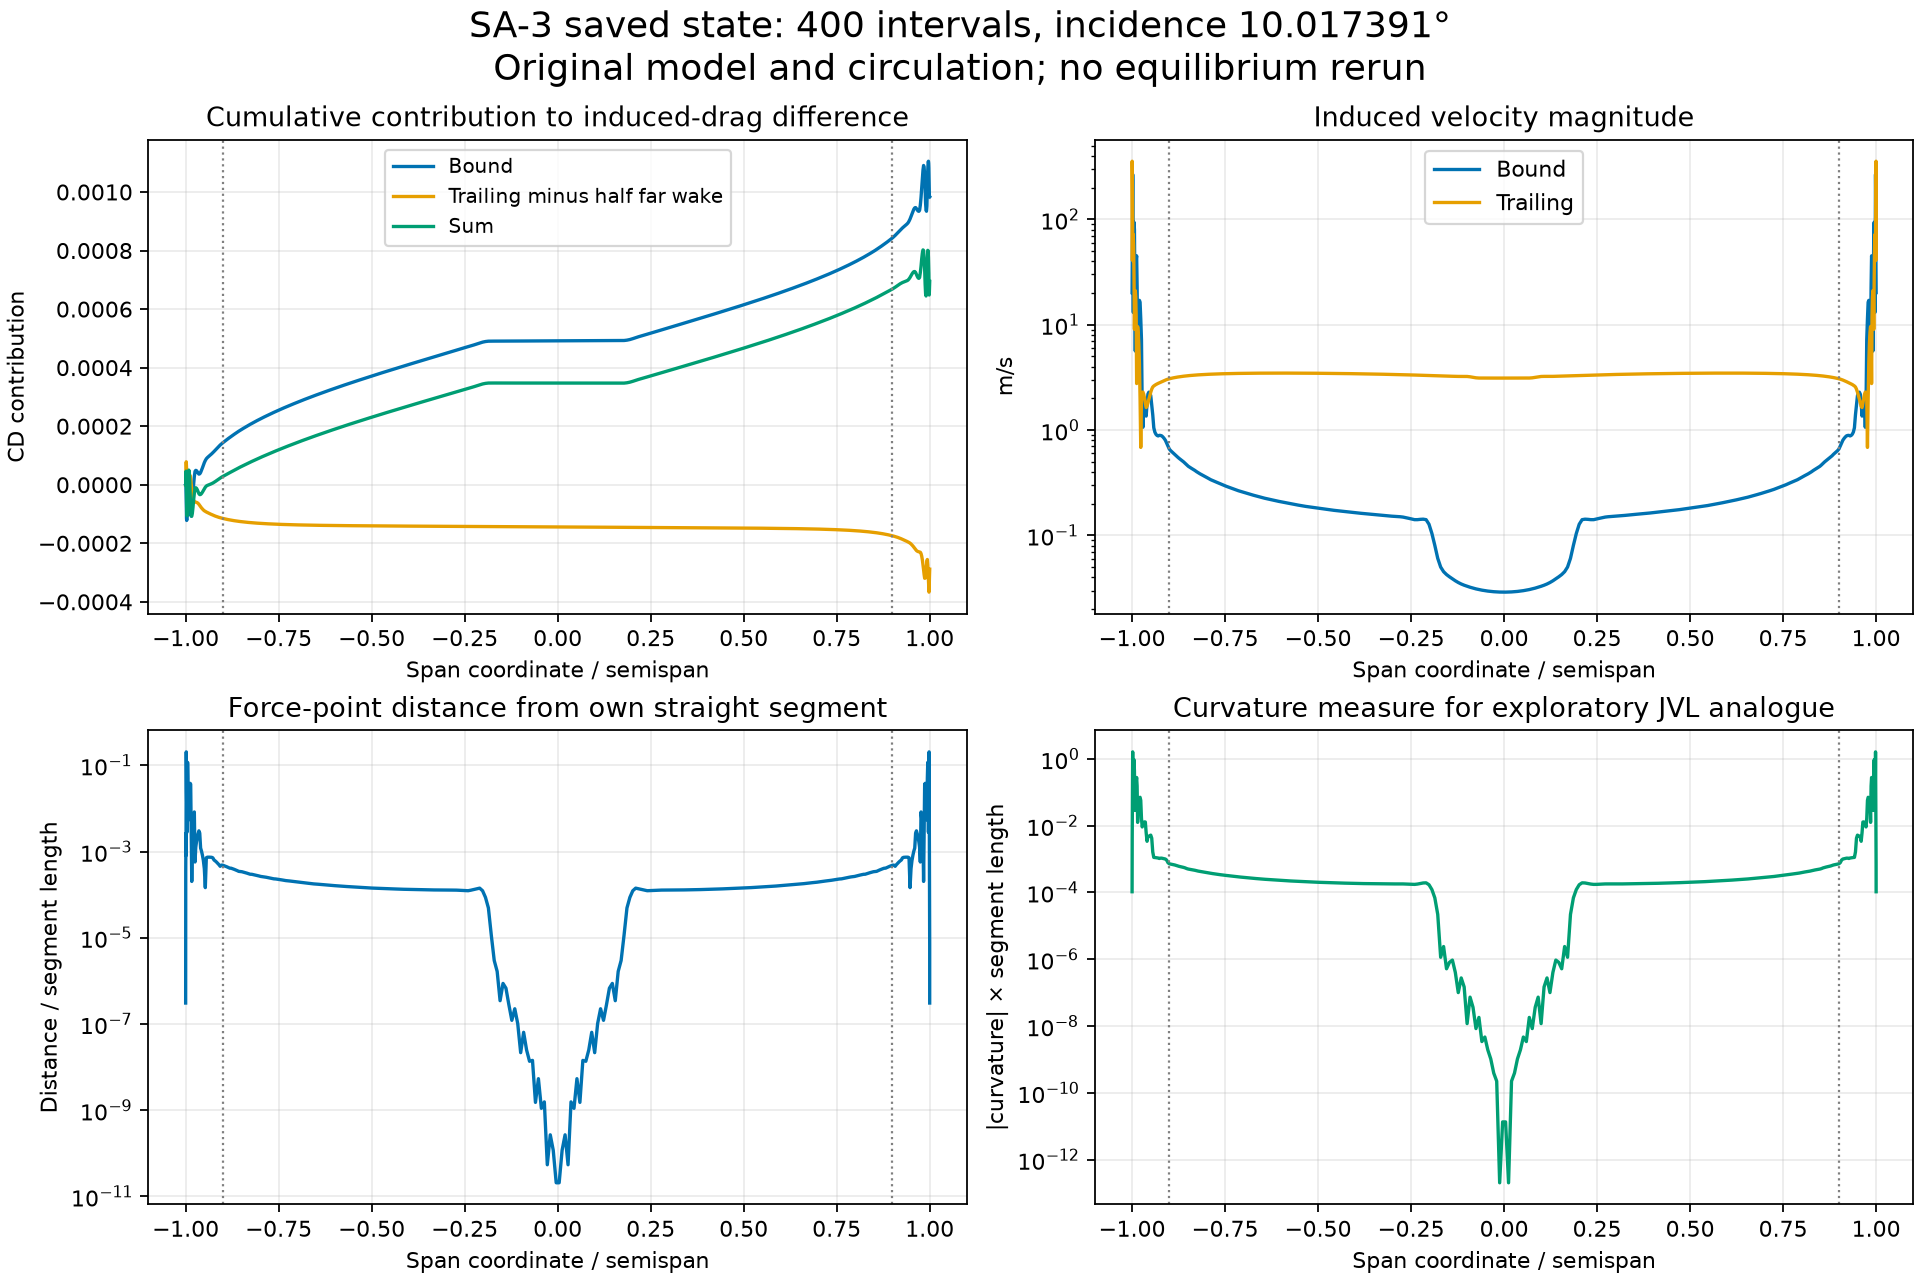 SA-3 saved state: 400 intervals, incidence 10.017391°
Original model and circulation; no equilibrium rerun
Cumulative contribution to induced-drag difference
CD contribution
0.0010
0.0008
0.0006
0.0004
0.0002
0.0000
−0.0002
−0.0004
Bound
Trailing minus half far wake
Sum
−1.00 −0.75 −0.50 −0.25 0.00 0.25 0.50 0.75 1.00
Span coordinate / semispan
Induced velocity magnitude
m/s
10²
10¹
10⁰
10⁻¹
Bound
Trailing
−1.00 −0.75 −0.50 −0.25 0.00 0.25 0.50 0.75 1.00
Span coordinate / semispan
Force-point distance from own straight segment
Distance / segment length
10⁻¹
10⁻³
10⁻⁵
10⁻⁷
10⁻⁹
10⁻¹¹
−1.00 −0.75 −0.50 −0.25 0.00 0.25 0.50 0.75 1.00
Span coordinate / semispan
Curvature measure for exploratory JVL analogue
|curvature| × segment length
10⁰
10⁻²
10⁻⁴
10⁻⁶
10⁻⁸
10⁻¹⁰
10⁻¹²
−1.00 −0.75 −0.50 −0.25 0.00 0.25 0.50 0.75 1.00
Span coordinate / semispan